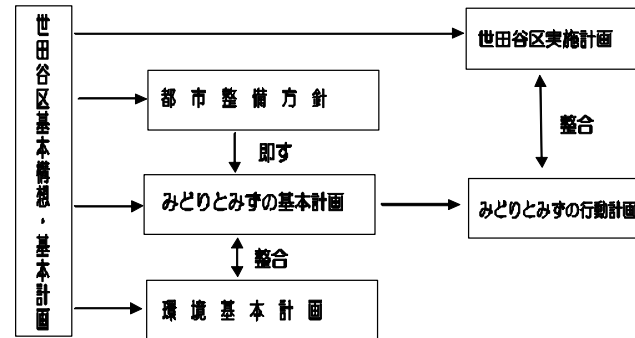 世田谷区基本構想・基本計画
世田谷区実施計画
都市整備方針
整合
即す
みどりとみずの基本計画
みどりとみずの行動計画
整合
環境基本計画